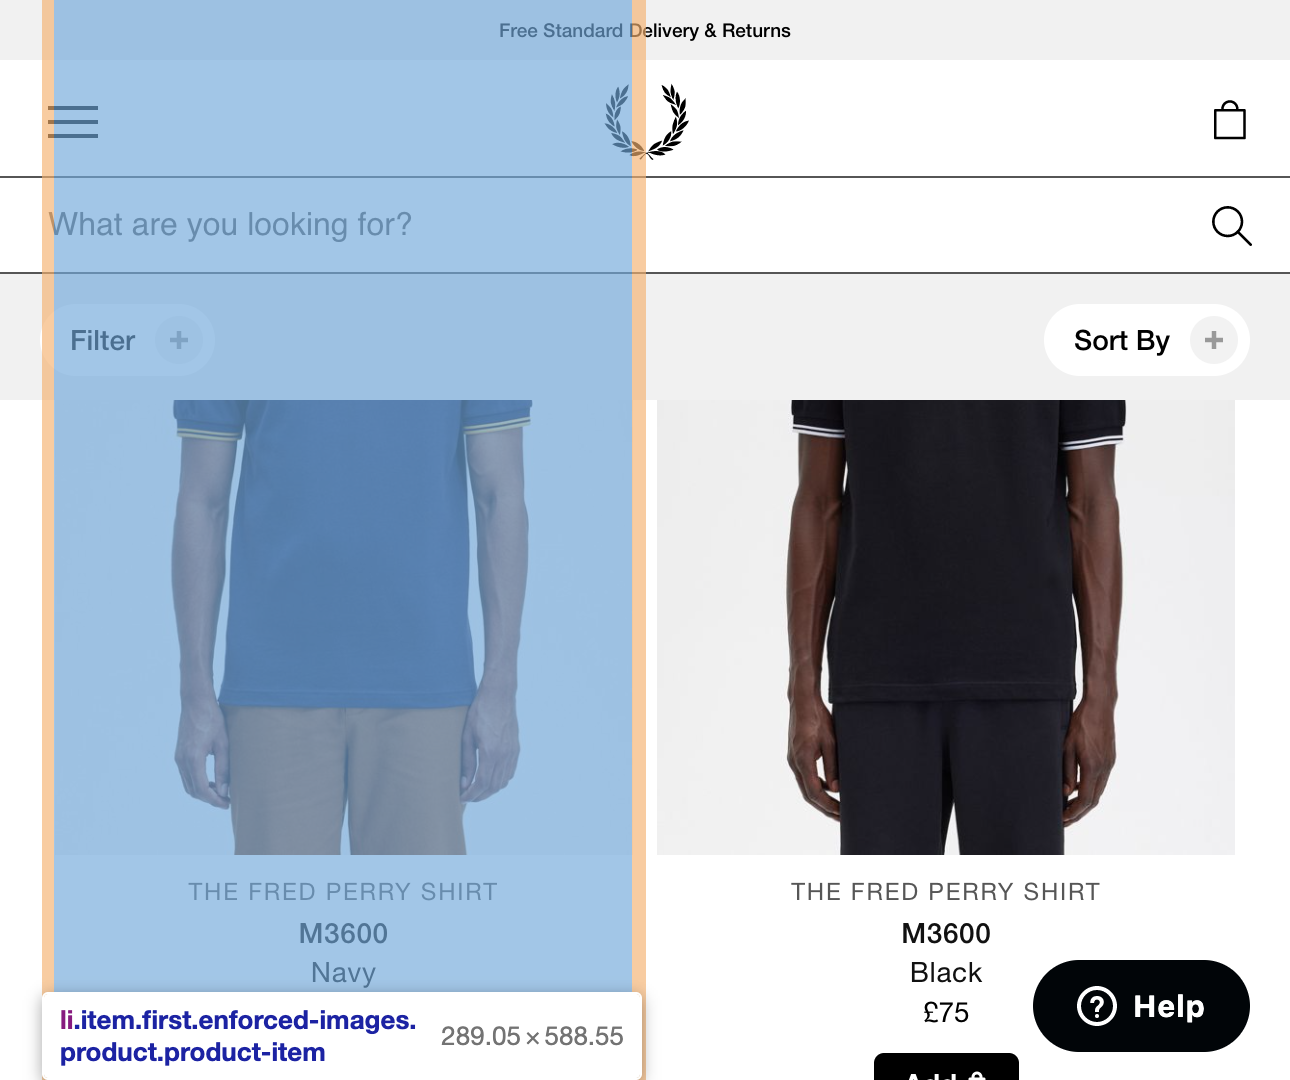 Free Standard Delivery & Returns
What are you looking for?
Filter
Sort By
THE FRED PERRY SHIRT
M3600
Navy
THE FRED PERRY SHIRT
M3600
Black
£75
li.item.first.enforced-images.
product.product-item
289.05×588.55
Help
Add